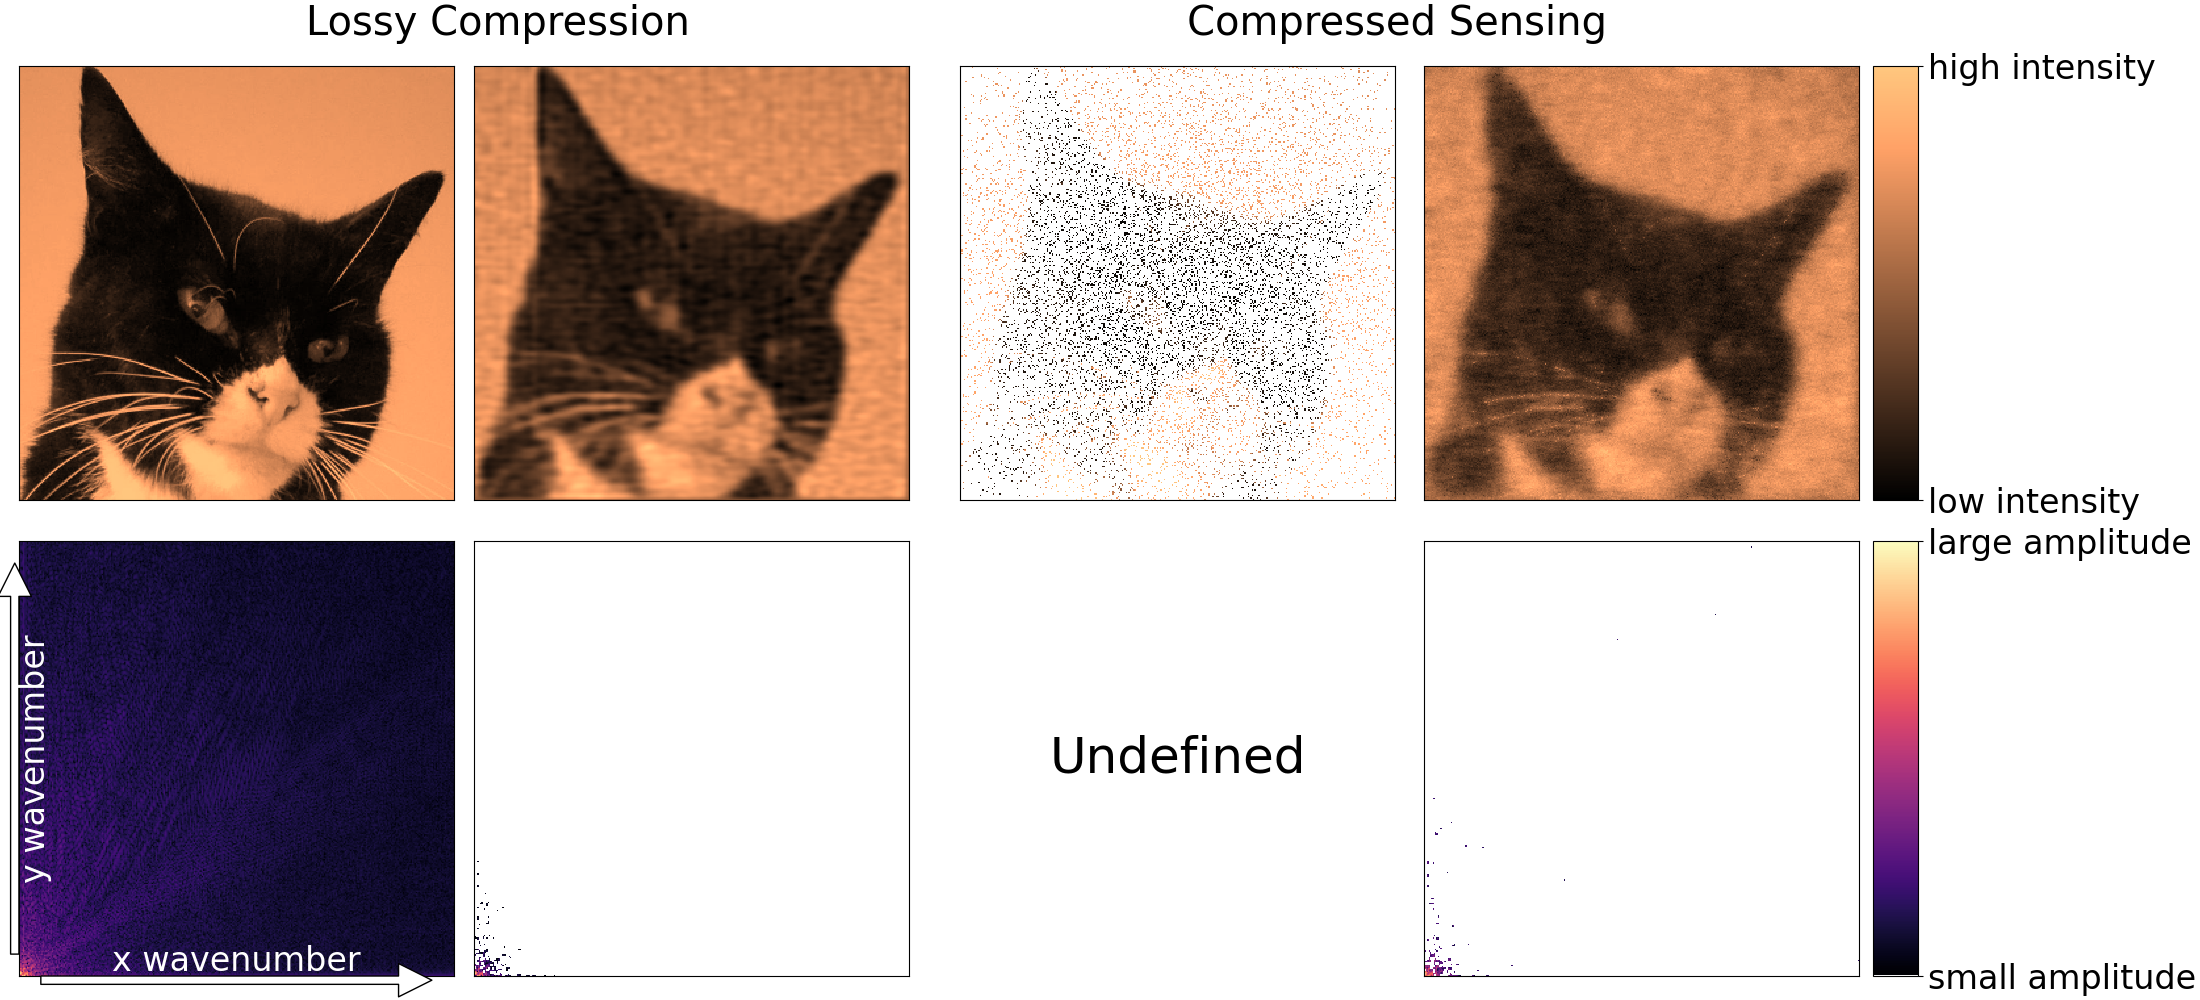 Lossy Compression
Compressed Sensing
high intensity
low intensity
large amplitude
y wavenumber
x wavenumber
Undefined
small amplitude